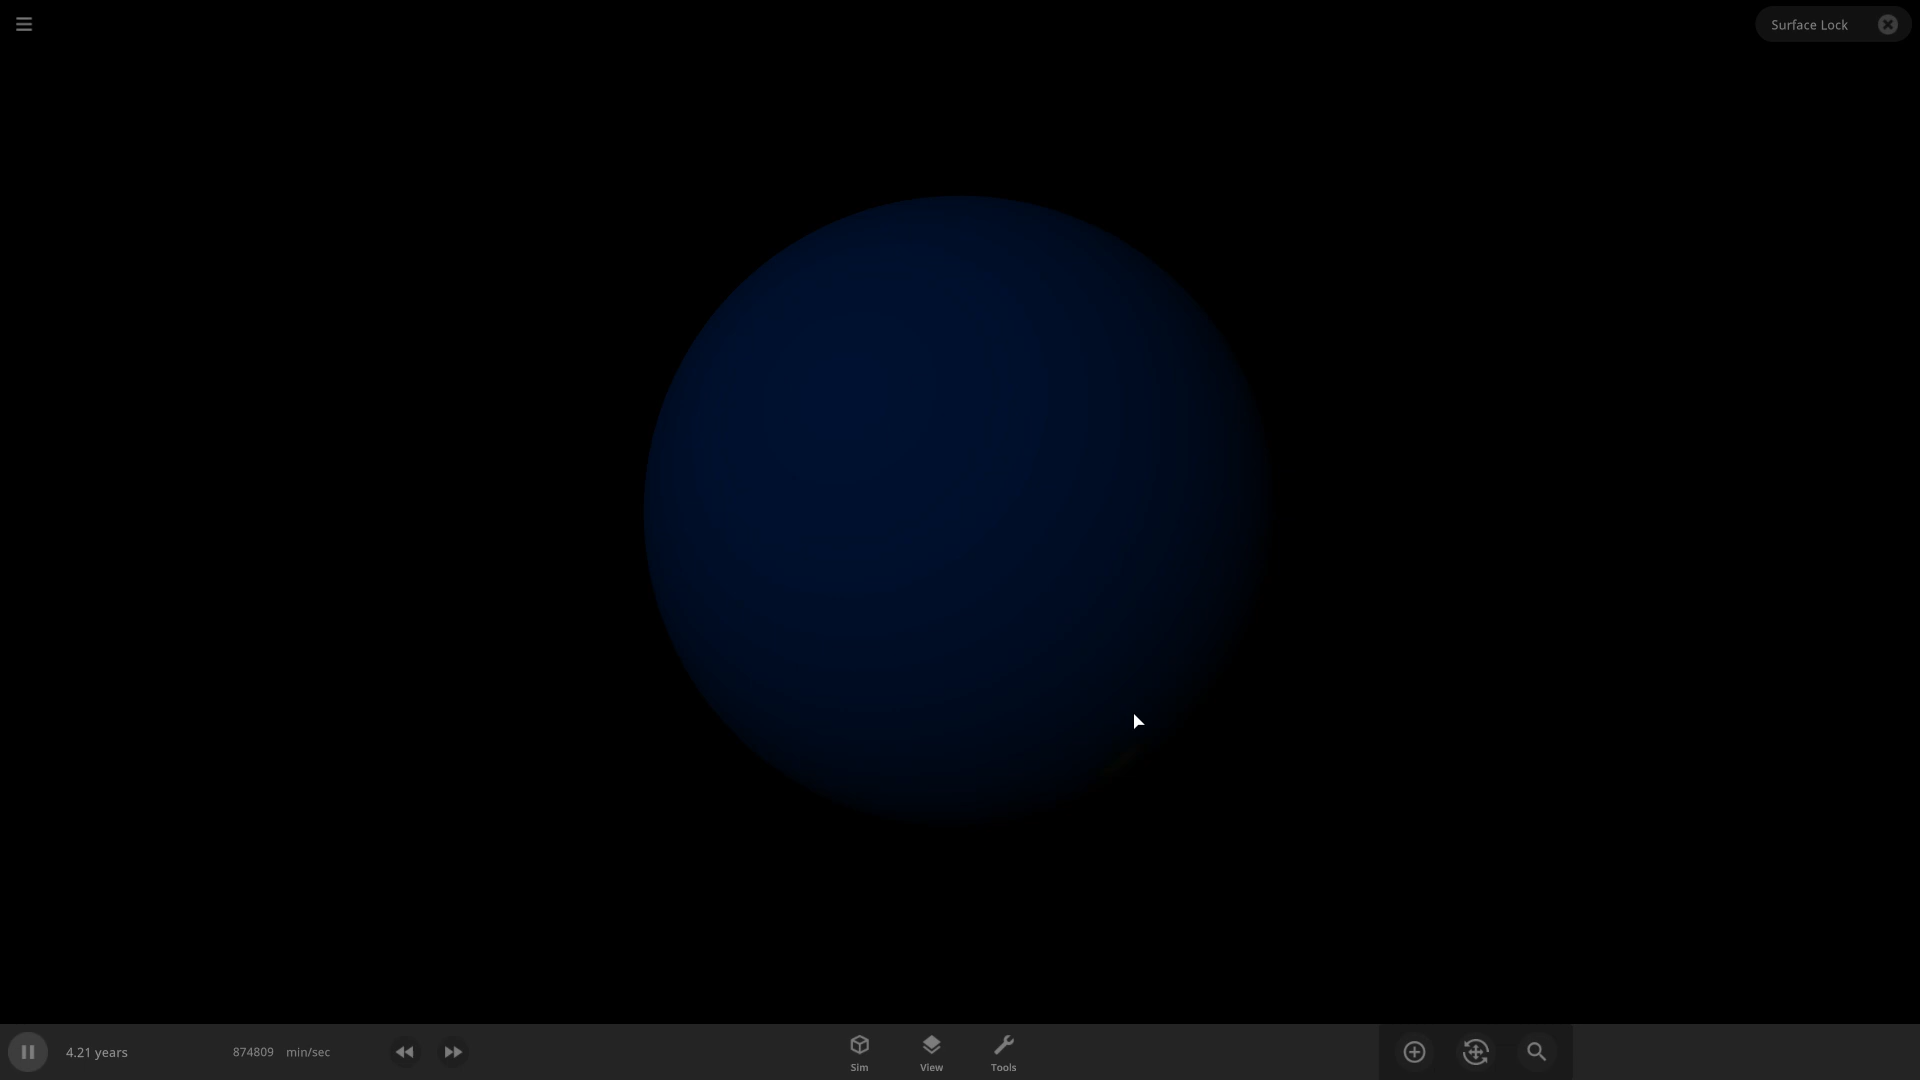 Surface Lock
4.21 years
874809 min/sec
Sim
View
Tools